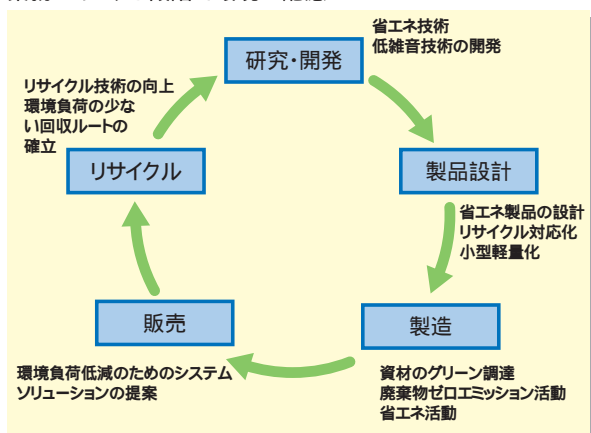 研究・開発
省エネ技術
低雑音技術の開発
製品設計
省エネ製品の設計
リサイクル対応化
小型軽量化
製造
資材のグリーン調達
廃棄物ゼロエミッション活動
省エネ活動
販売
環境負荷低減のためのシステム
ソリューションの提案
リサイクル
リサイクル技術の向上
環境負荷の少な
い回収ルートの
確立